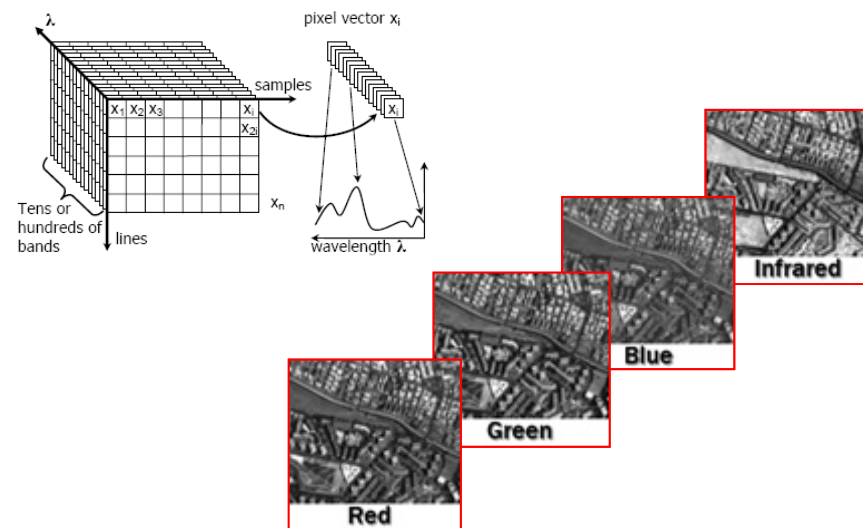 λ
pixel vector xᵢ
samples
x₁ x₂ x₃ xᵢ
x₂ᵢ
xᵢ
xₙ
Tens or
hundreds of
bands
lines
wavelength λ
Infrared
Blue
Green
Red